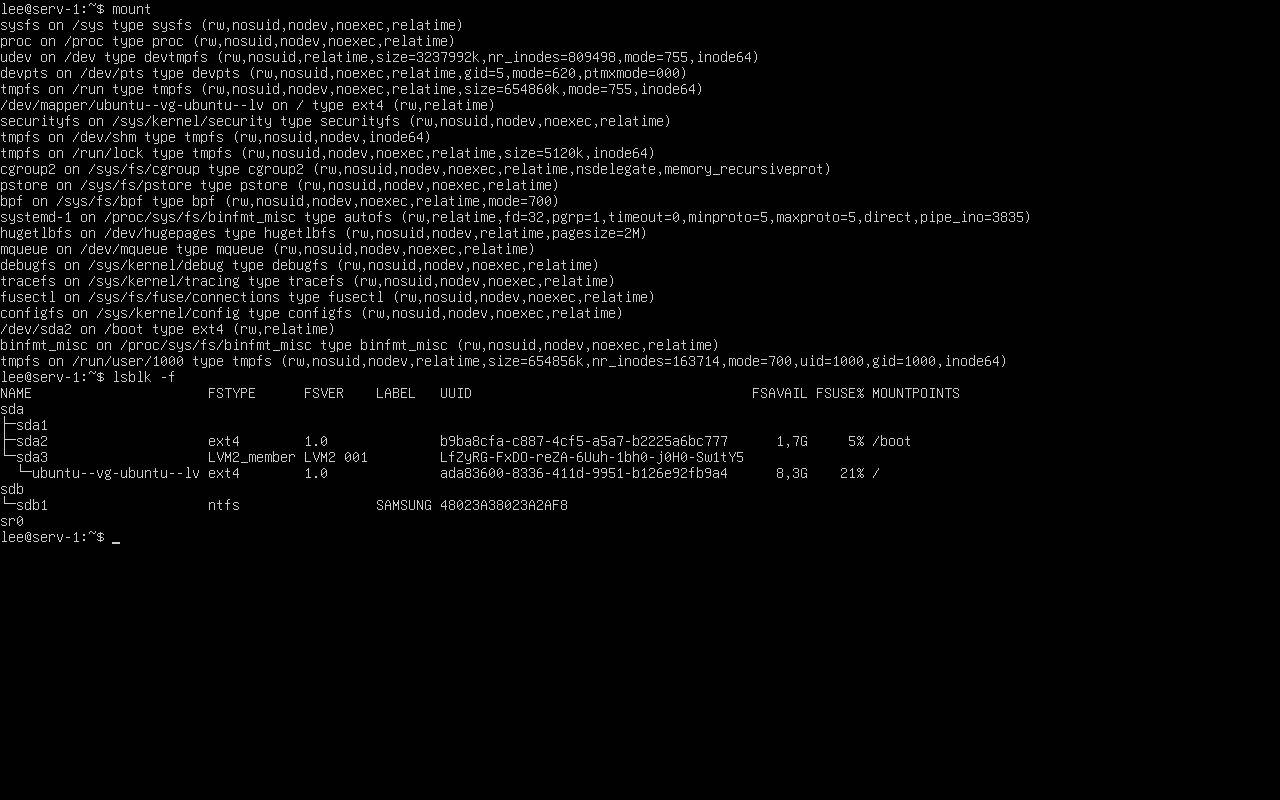 lee@serv-1:~$ mount
sysfs on /sys type sysfs (rw,nosuid,nodev,noexec,relatime)
proc on /proc type proc (rw,nosuid,nodev,noexec,relatime)
udev on /dev type devtmpfs (rw,nosuid,relatime,size=3237992k,nr_inodes=809498,mode=755,inode64)
devpts on /dev/pts type devpts (rw,nosuid,noexec,relatime,gid=5,mode=620,ptmxmode=000)
tmpfs on /run type tmpfs (rw,nosuid,nodev,noexec,relatime,size=654860k,mode=755,inode64)
/dev/mapper/ubuntu--vg-ubuntu--lv on / type ext4 (rw,relatime)
securityfs on /sys/kernel/security type securityfs (rw,nosuid,nodev,noexec,relatime)
tmpfs on /dev/shm type tmpfs (rw,nosuid,nodev,inode64)
tmpfs on /run/lock type tmpfs (rw,nosuid,nodev,noexec,relatime,size=5120k,inode64)
cgroup2 on /sys/fs/cgroup type cgroup2 (rw,nosuid,nodev,noexec,relatime,nsdelegate,memory_recursiveprot)
pstore on /sys/fs/pstore type pstore (rw,nosuid,nodev,noexec,relatime)
bpf on /sys/fs/bpf type bpf (rw,nosuid,nodev,noexec,relatime,mode=700)
systemd-1 on /proc/sys/fs/binfmt_misc type autofs (rw,relatime,fd=32,pgrp=1,timeout=0,minproto=5,maxproto=5,direct,pipe_ino=3835)
hugetlbfs on /dev/hugepages type hugetlbfs (rw,nosuid,nodev,relatime,pagesize=2M)
mqueue on /dev/mqueue type mqueue (rw,nosuid,nodev,noexec,relatime)
debugfs on /sys/kernel/debug type debugfs (rw,nosuid,nodev,noexec,relatime)
tracefs on /sys/kernel/tracing type tracefs (rw,nosuid,nodev,noexec,relatime)
fusectl on /sys/fs/fuse/connections type fusectl (rw,nosuid,nodev,noexec,relatime)
configfs on /sys/kernel/config type configfs (rw,nosuid,nodev,noexec,relatime)
/dev/sda2 on /boot type ext4 (rw,relatime)
binfmt_misc on /proc/sys/fs/binfmt_misc type binfmt_misc (rw,nosuid,nodev,noexec,relatime)
tmpfs on /run/user/1000 type tmpfs (rw,nosuid,nodev,relatime,size=654856k,nr_inodes=163714,mode=700,uid=1000,gid=1000,inode64)
lee@serv-1:~$ lsblk -f
NAME                      FSTYPE      FSVER    LABEL   UUID                                   FSAVAIL FSUSE% MOUNTPOINTS
sda
├─sda1
├─sda2                    ext4        1.0              b9ba8cfa-c887-4cf5-a5a7-b2225a6bc777      1,7G     5% /boot
└─sda3                    LVM2_member LVM2 001         LfZyRG-FxDO-reZA-6Uuh-1bh0-j0H0-Sw1tY5
  └─ubuntu--vg-ubuntu--lv ext4        1.0              ada83600-8336-411d-9951-b126e92fb9a4      8,3G    21% /
sdb
└─sdb1                    ntfs                 SAMSUNG 48023A38023A2AF8
sr0
lee@serv-1:~$ _